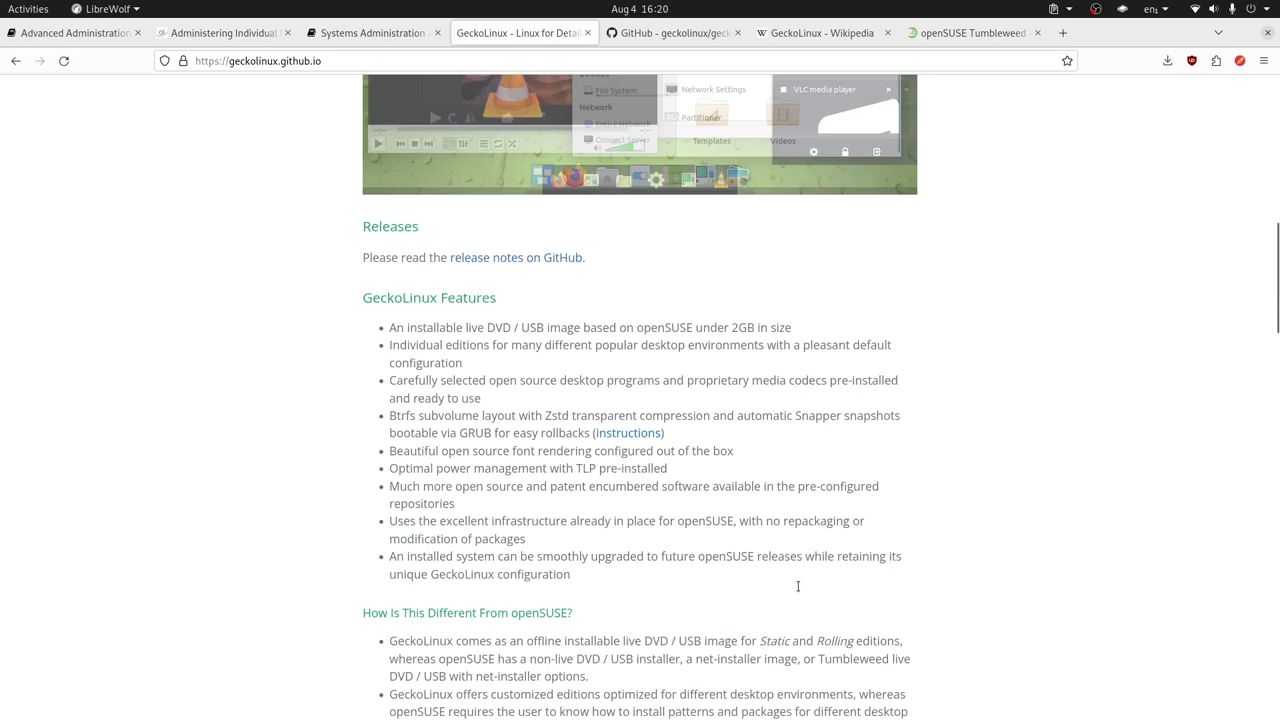 Activities LibreWolf Aug 4 16:20 en1
Advanced Administration Administering Individual Systems Administration GeckoLinux - Linux for Detai GitHub - geckolinux/geck GeckoLinux - Wikipedia openSUSE Tumbleweed
https://geckolinux.github.io
Devices
File System
Network
Entire Network
Connect Server
Network Settings
Partitioner
Templates
Videos
VLC media player
Releases
Please read the release notes on GitHub.
GeckoLinux Features
• An installable live DVD / USB image based on openSUSE under 2GB in size
• Individual editions for many different popular desktop environments with a pleasant default
configuration
• Carefully selected open source desktop programs and proprietary media codecs pre-installed
and ready to use
• Btrfs subvolume layout with Zstd transparent compression and automatic Snapper snapshots
bootable via GRUB for easy rollbacks (instructions)
• Beautiful open source font rendering configured out of the box
• Optimal power management with TLP pre-installed
• Much more open source and patent encumbered software available in the pre-configured
repositories
• Uses the excellent infrastructure already in place for openSUSE, with no repackaging or
modification of packages
• An installed system can be smoothly upgraded to future openSUSE releases while retaining its
unique GeckoLinux configuration
How Is This Different From openSUSE?
• GeckoLinux comes as an offline installable live DVD / USB image for Static and Rolling editions,
whereas openSUSE has a non-live DVD / USB installer, a net-installer image, or Tumbleweed live
DVD / USB with net-installer options.
• GeckoLinux offers customized editions optimized for different desktop environments, whereas
openSUSE requires the user to know how to install patterns and packages for different desktop